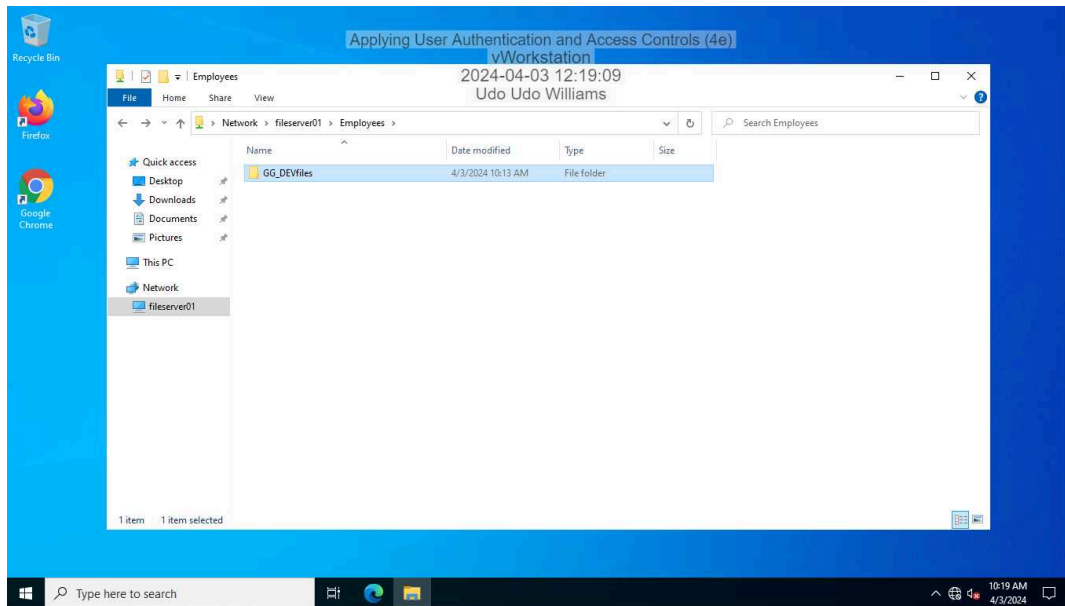 Recycle Bin
Firefox
Google
Chrome
Applying User Authentication and Access Controls (4e)
vWorkstation
2024-04-03 12:19:09
Udo Udo Williams
Employees
File Home Share View
Network > fileserver01 > Employees >
Search Employees
Name Date modified Type Size
GG_DEVfiles 4/3/2024 10:13 AM File folder
Quick access
Desktop
Downloads
Documents
Pictures
This PC
Network
fileserver01
1 item 1 item selected
Type here to search
10:19 AM
4/3/2024